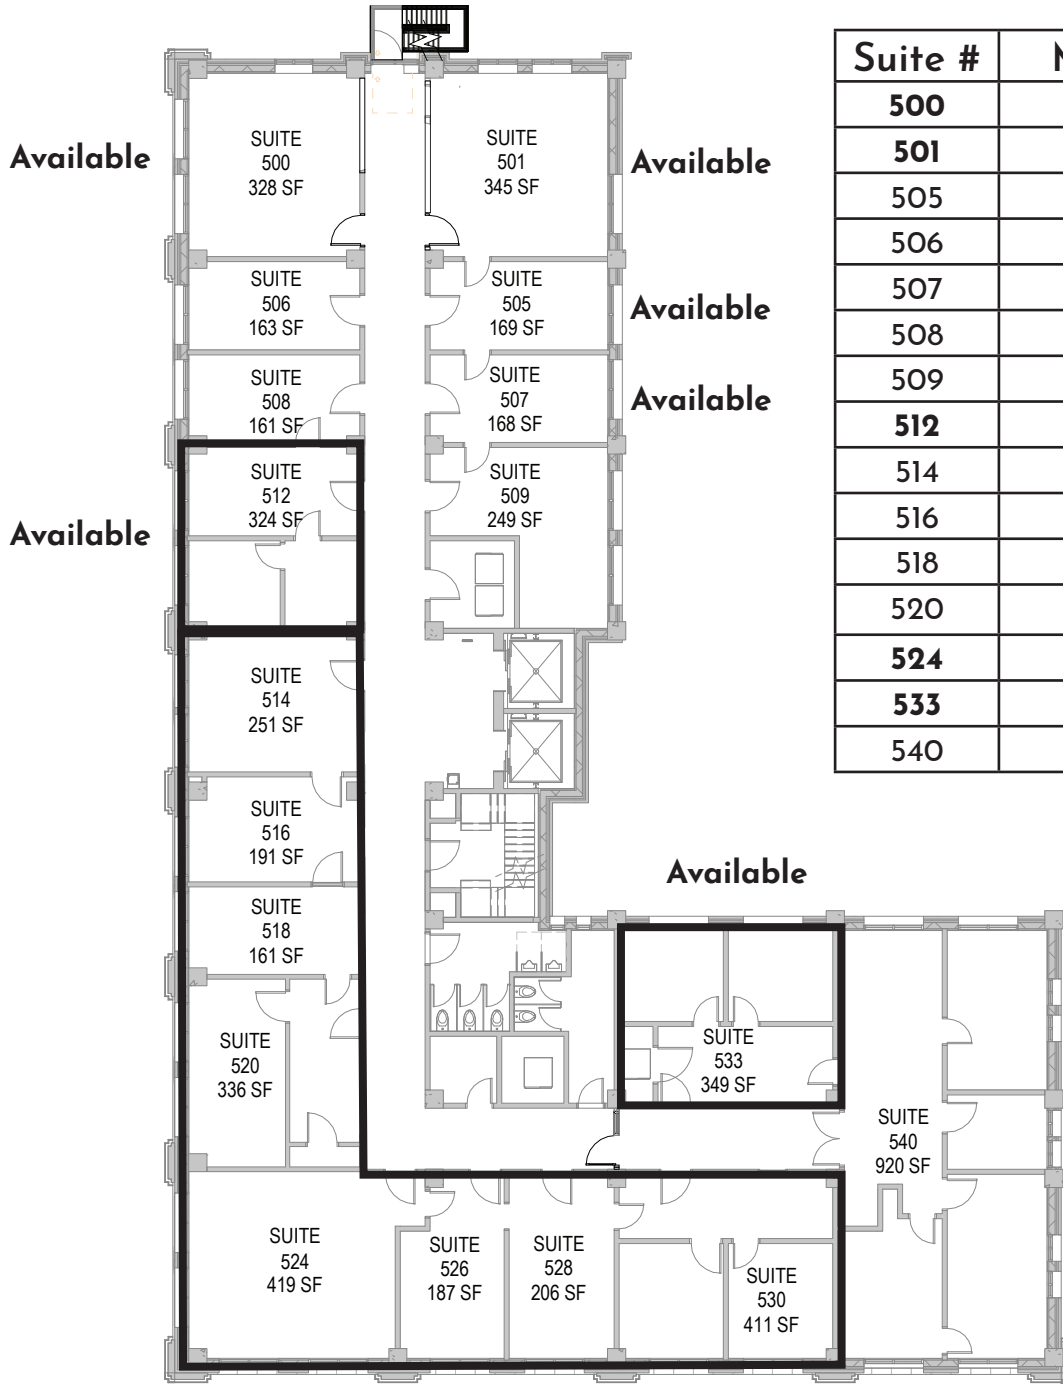 Available
SUITE
500
328 SF
SUITE
501
345 SF
Available
SUITE
506
163 SF
SUITE
505
169 SF
Available
SUITE
508
161 SF
SUITE
507
168 SF
Available
Available
SUITE
512
324 SF
SUITE
509
249 SF
SUITE
514
251 SF
SUITE
516
191 SF
SUITE
518
161 SF
SUITE
520
336 SF
Available
SUITE
533
349 SF
SUITE
540
920 SF
SUITE
524
419 SF
SUITE
526
187 SF
SUITE
528
206 SF
SUITE
530
411 SF
Suite #
500
501
505
506
507
508
509
512
514
516
518
520
524
533
540